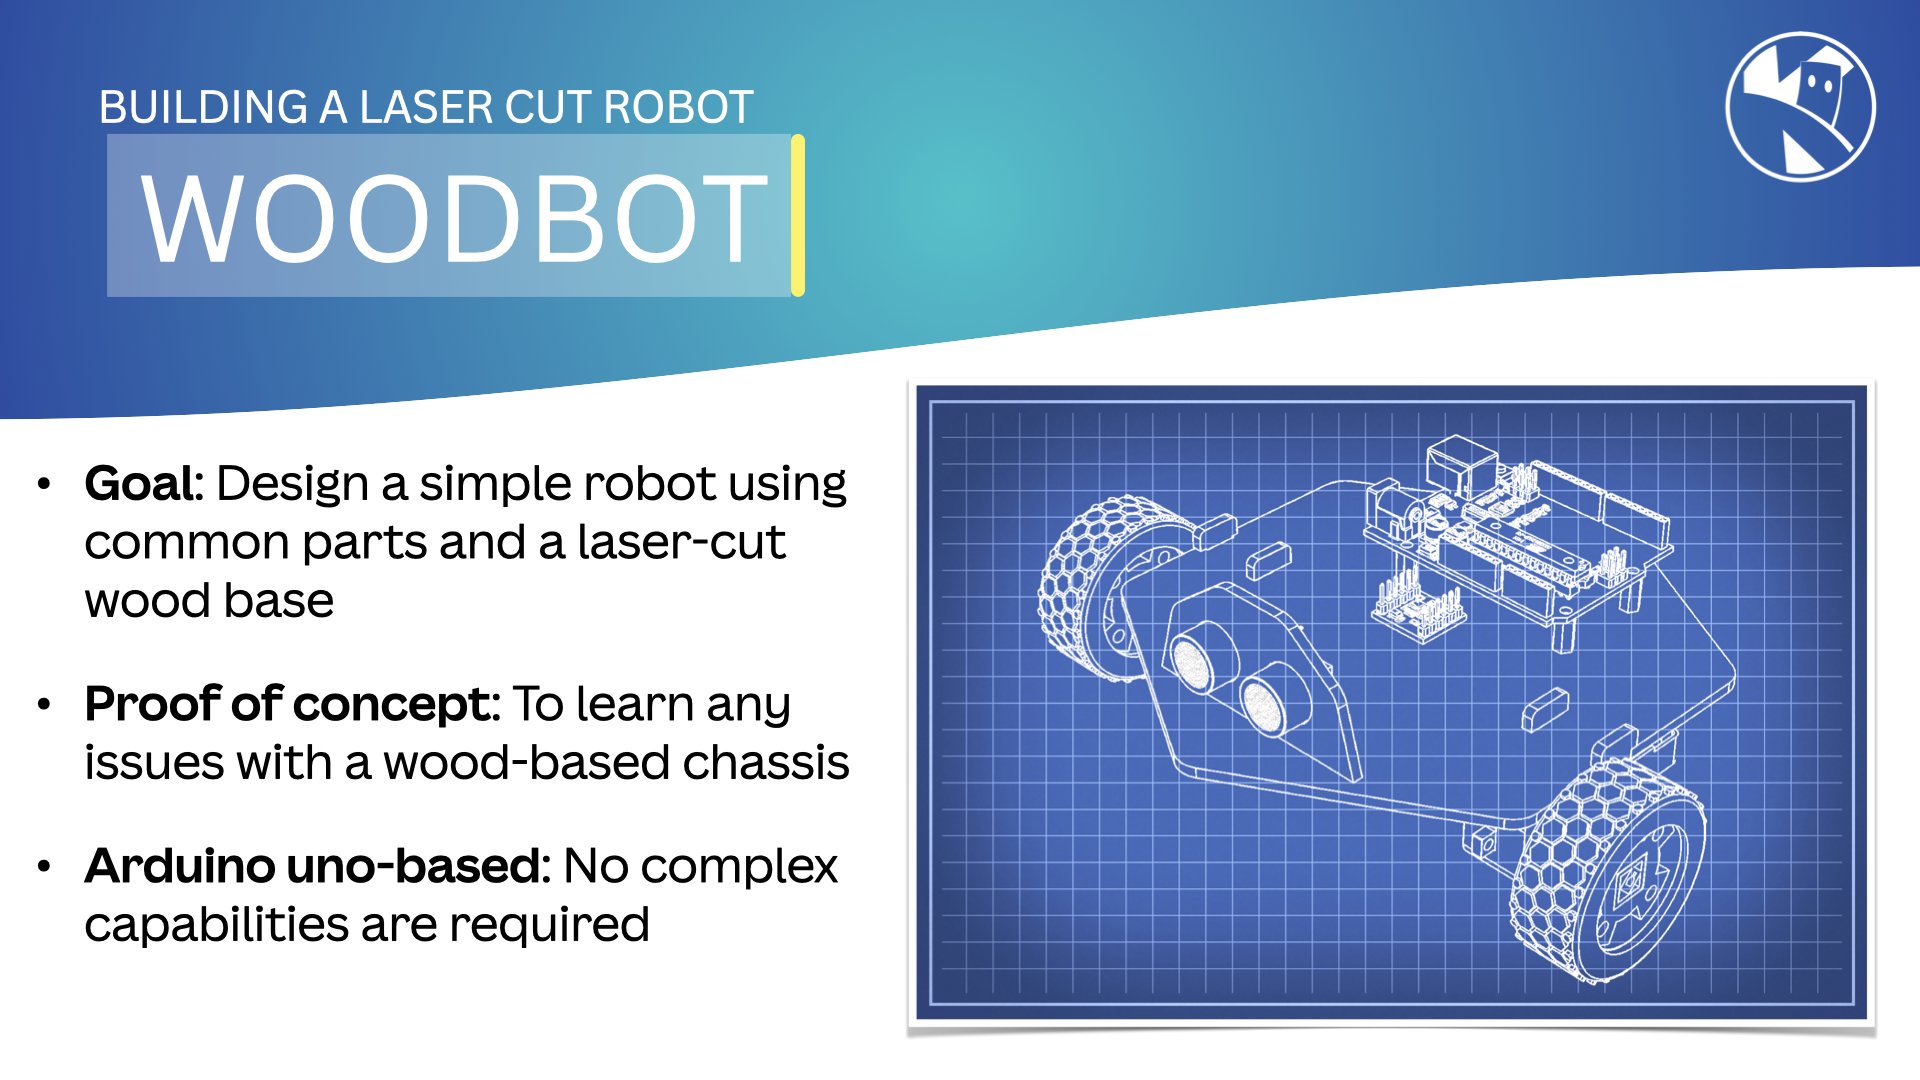 BUILDING A LASER CUT ROBOT
WOODBOT
• Goal: Design a simple robot using
common parts and a laser-cut
wood base
• Proof of concept: To learn any
issues with a wood-based chassis
• Arduino uno-based: No complex
capabilities are required